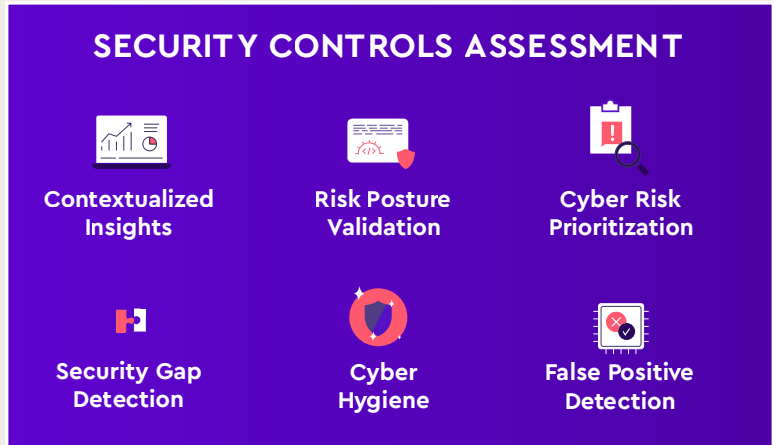 SECURITY CONTROLS ASSESSMENT
Contextualized
Insights
Risk Posture
Validation
Cyber Risk
Prioritization
Security Gap
Detection
Cyber
Hygiene
False Positive
Detection